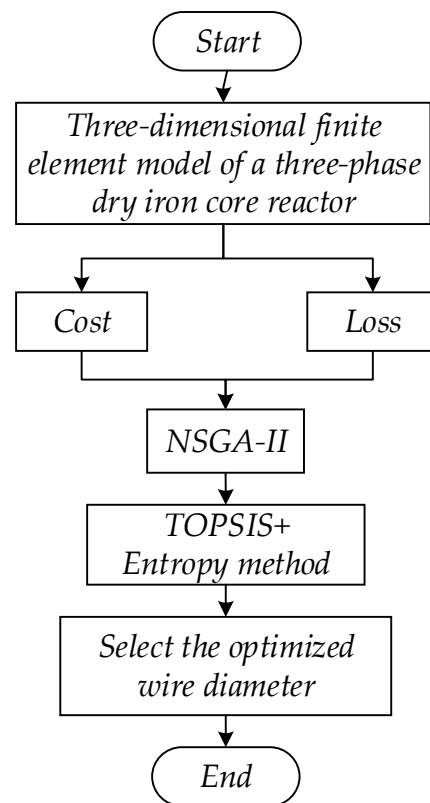 Start
Three-dimensional finite
element model of a three-phase
dry iron core reactor
Cost
Loss
NSGA-II
TOPSIS+
Entropy method
Select the optimized
wire diameter
End